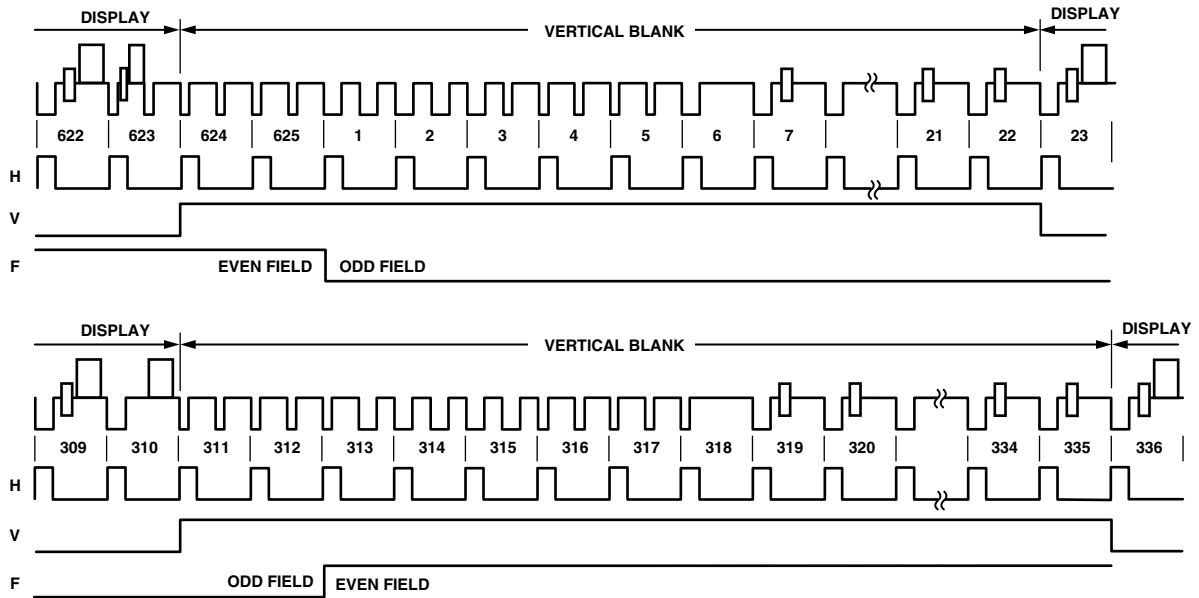 DISPLAY VERTICAL BLANK DISPLAY
622 623 624 625 1 2 3 4 5 6 7 21 22 23
H
V
F EVEN FIELD ODD FIELD
DISPLAY VERTICAL BLANK DISPLAY
309 310 311 312 313 314 315 316 317 318 319 320 334 335 336
H
V
F ODD FIELD EVEN FIELD